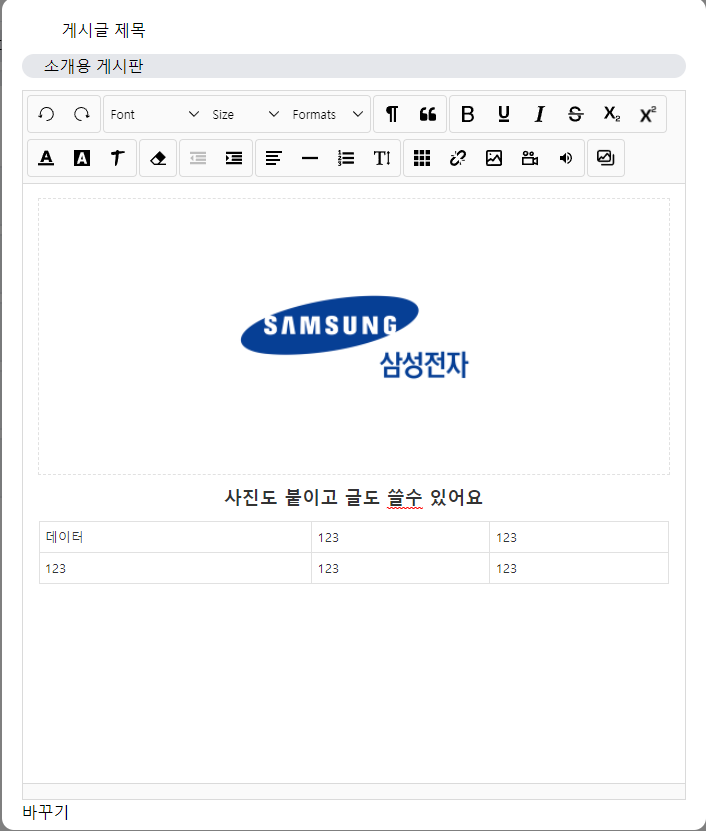 게시글 제목
소개용 게시판
Font Size Formats
SAMSUNG
삼성전자
사진도 붙이고 글도 쓸수 있어요
데이터 123 123
123 123 123
바꾸기